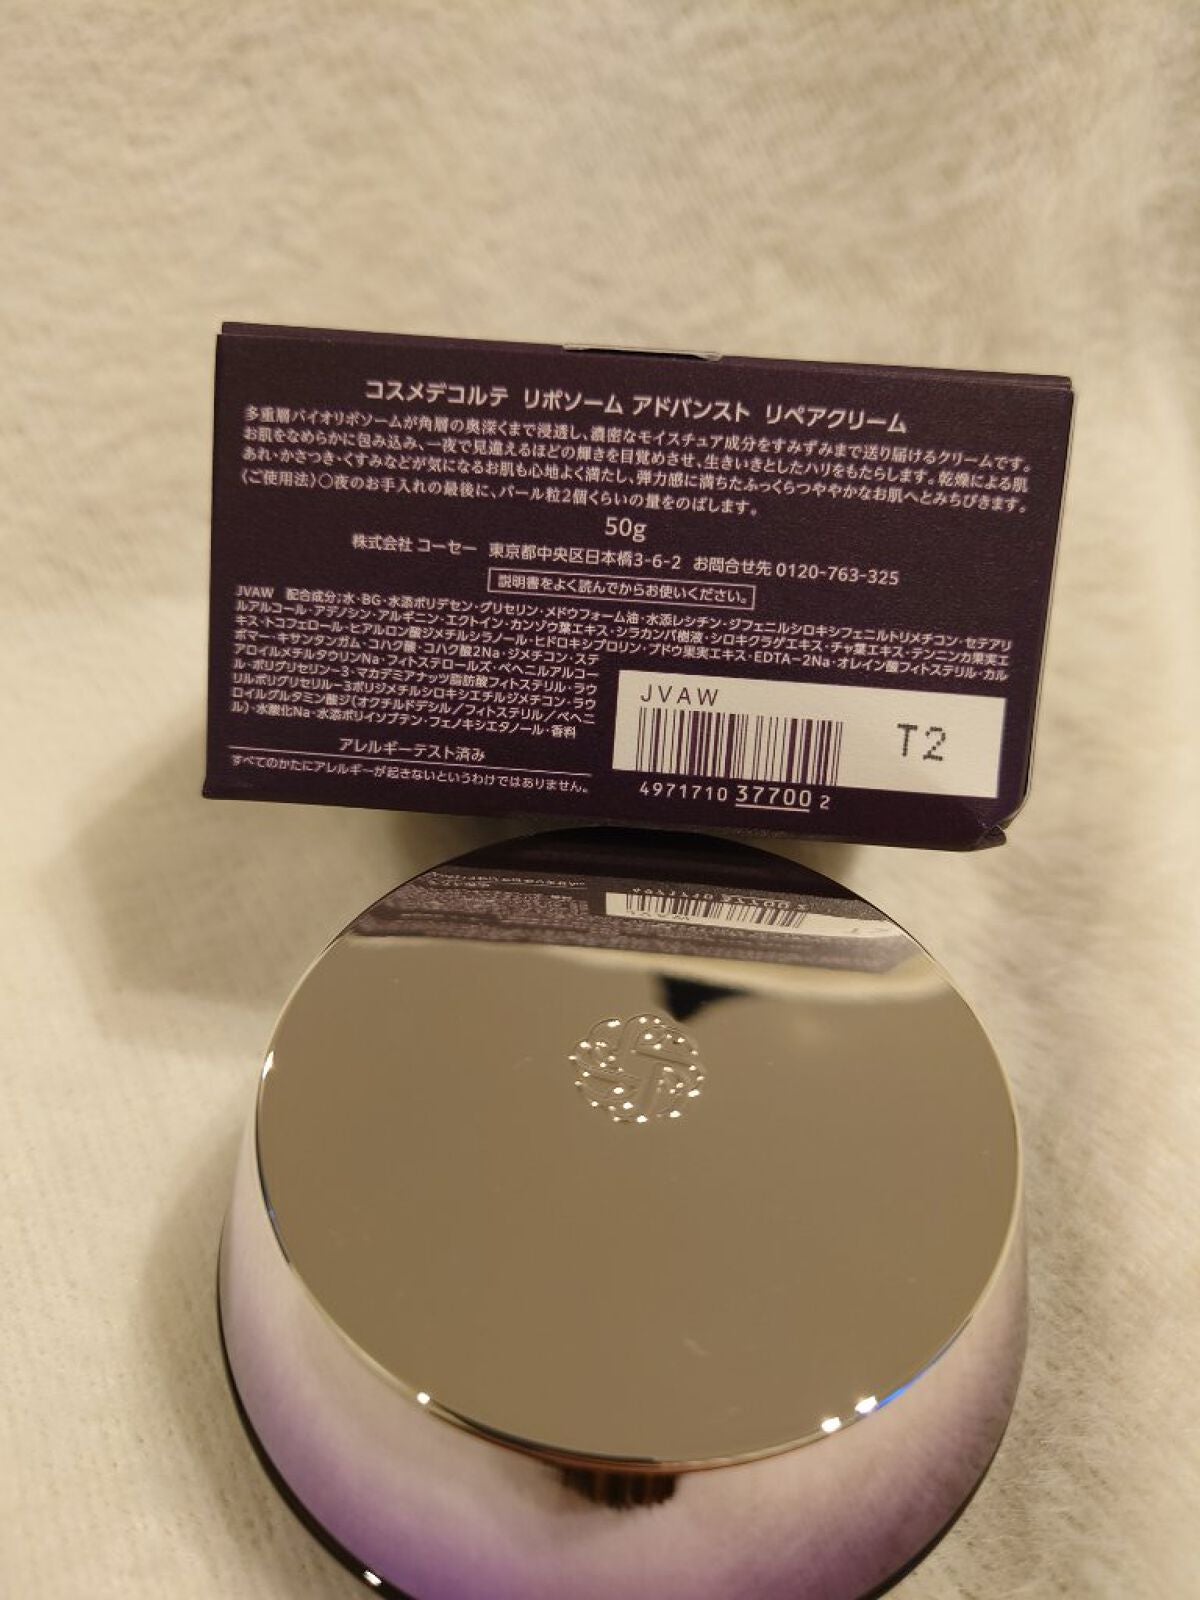 コスメデコルテ リポソーム アドバンスト リペアクリーム
多重層バイオリポソームが角層の奥深くまで浸透し、濃密なモイスチュア成分をすみずみまで送り届けるクリームです。
お肌をなめらかに包み込み、一夜で見違えるほどの輝きを目覚めさせ、生きいきとしたハリをもたらします。乾燥による肌
あれ・かさつき・くすみなどが気になるお肌も心地よく満たし、弾力感に満ちたふっくらつややかなお肌へとみちびきます。
〈ご使用法〉○夜のお手入れの最後に、パール粒2個くらいの量をのばします。
50g
株式会社 コーセー 東京都中央区日本橋3-6-2 お問合せ先 0120-763-325
説明書をよく読んでからお使いください。
JVAW 配合成分;水・BG・水添ポリデセン・グリセリン・メドウフォーム油・水添レシチン・ジフェニルシロキシフェニルトリメチコン・セテアリ
ルアルコール・アデノシン・アルギニン・エクトイン・カンゾウ葉エキス・シラカンバ樹液・シロキクラゲエキス・チャ葉エキス・テンニンカ果実エ
キス・トコフェロール・ヒアルロン酸ジメチルシラノール・ヒドロキシプロリン・ブドウ果実エキス・EDTA-2Na・オレイン酸フィトステリル・カル
ボマー・キサンタンガム・コハク酸・コハク酸2Na・ジメチコン・ステ
アロイルメチルタウリンNa・フィトステロールズ・ベヘニルアルコー
ル・ポリグリセリン-3・マカデミアナッツ脂肪酸フィトステリル・ラウ
リルポリグリセリル-3ポリジメチルシロキシエチルジメチコン・ラウ
ロイルグルタミン酸ジ(オクチルドデシル/フィトステリル/ベヘニ
ル)・水酸化Na・水添ポリイソブテン・フェノキシエタノール・香料
アレルギーテスト済み
すべてのかたにアレルギーが起きないというわけではありません。
JVAW
T2
4971710 37700 2